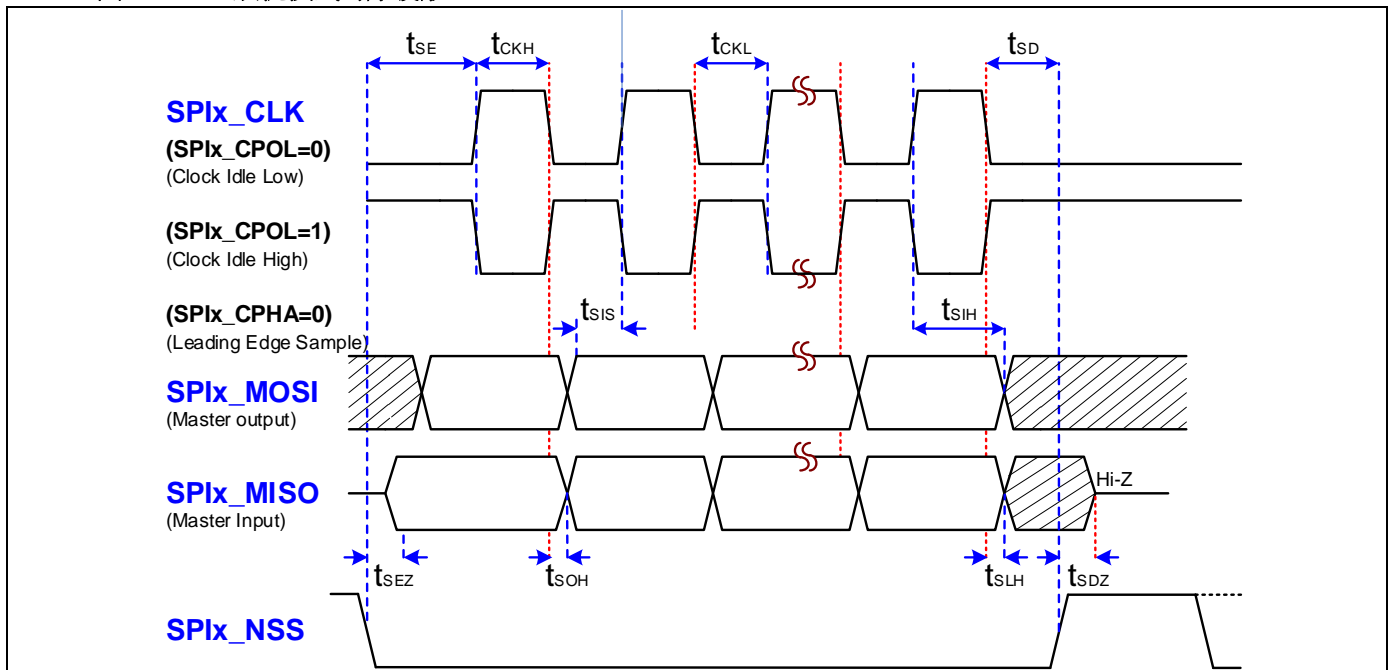 tSE tCKH tCKL tSD
SPIx_CLK
(SPIx_CPOL=0)
(Clock Idle Low)
(SPIx_CPOL=1)
(Clock Idle High)
(SPIx_CPHA=0)
(Leading Edge Sample)
tSIS tSIH
SPIx_MOSI
(Master output)
SPIx_MISO
(Master Input)
Hi-Z
tSEZ tSOH tSLH tSDZ
SPIx_NSS